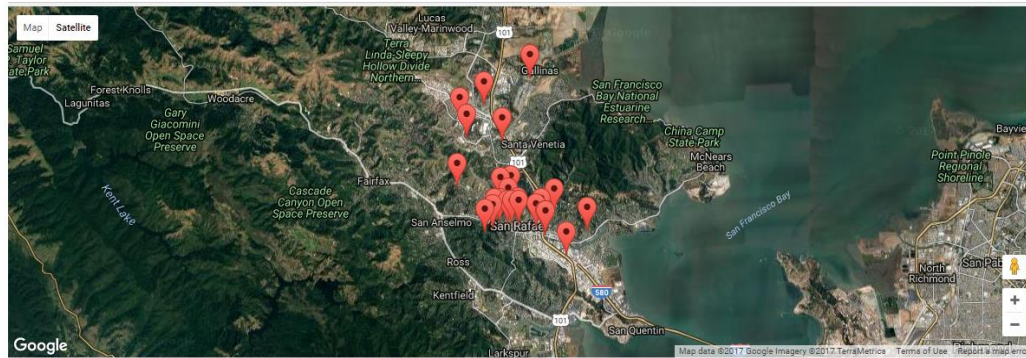 Map
Satellite
Lucas
Valley-Marinwood
101
Samuel
Taylor
State Park
Terra
Linda-Sleepy
Hollow Divide
Northern...
Gallinas
Forest Knolls
Lagunitas
Woodacre
San Francisco
Bay National
Estuarine
Research...
Gary
Giacomini
Open Space
Preserve
Santa Venetia
China Camp
State Park
McNears
Beach
Point Pinole
Regional
Shoreline
101
Fairfax
Kent Lake
Cascade
Canyon Open
Space Preserve
San Anselmo
San Rafael
San Francisco Bay
Ross
North
Richmond
San Pab
Kentfield
580
101
San Quentin
Larkspur
Google
+
−
Map data ©2017 Google Imagery ©2017 TerraMetrics
Terms of Use
Report a map error